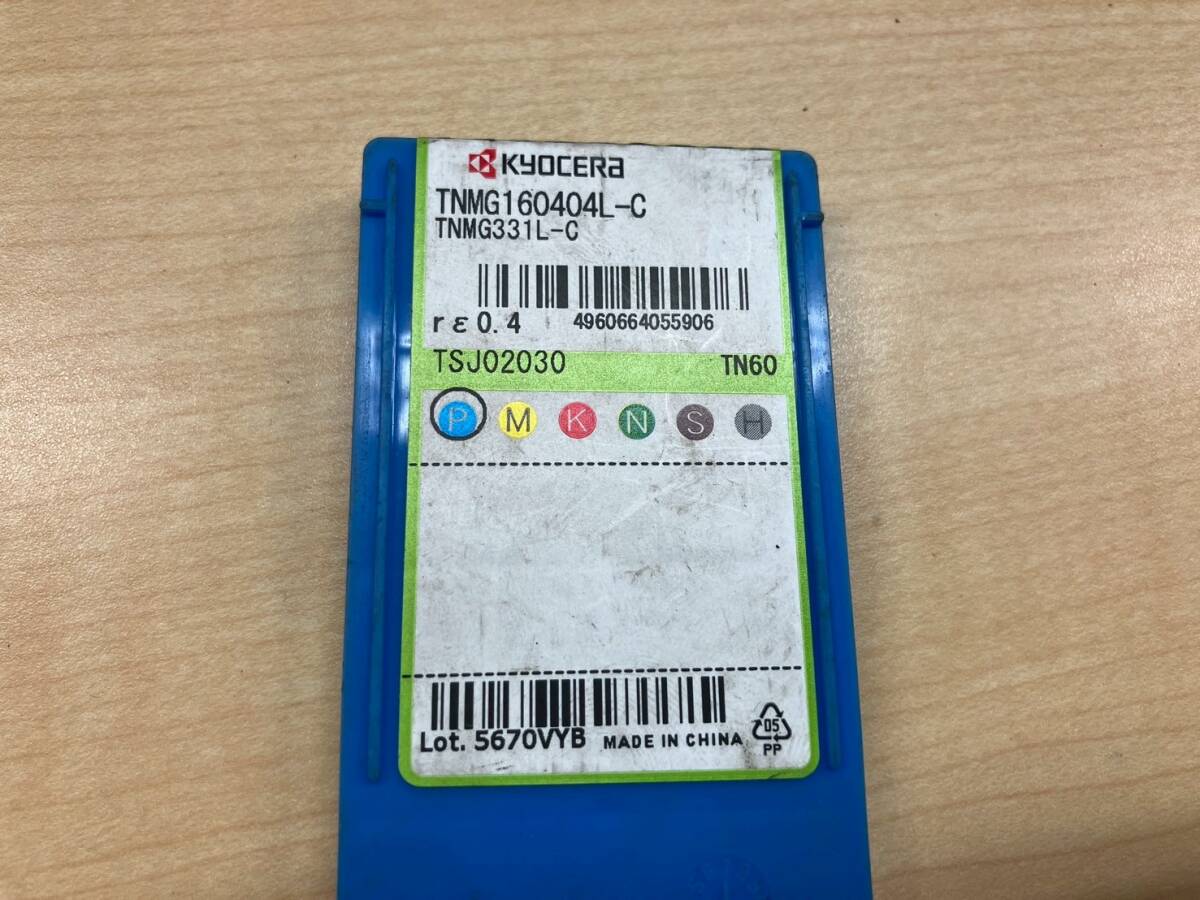 KYOCERA
TNMG160404L-C
TNMG331L-C
rε0.4
4960664055906
TSJ02030 TN60
P M K N S H
Lot. 5670VYB MADE IN CHINA
05
PP